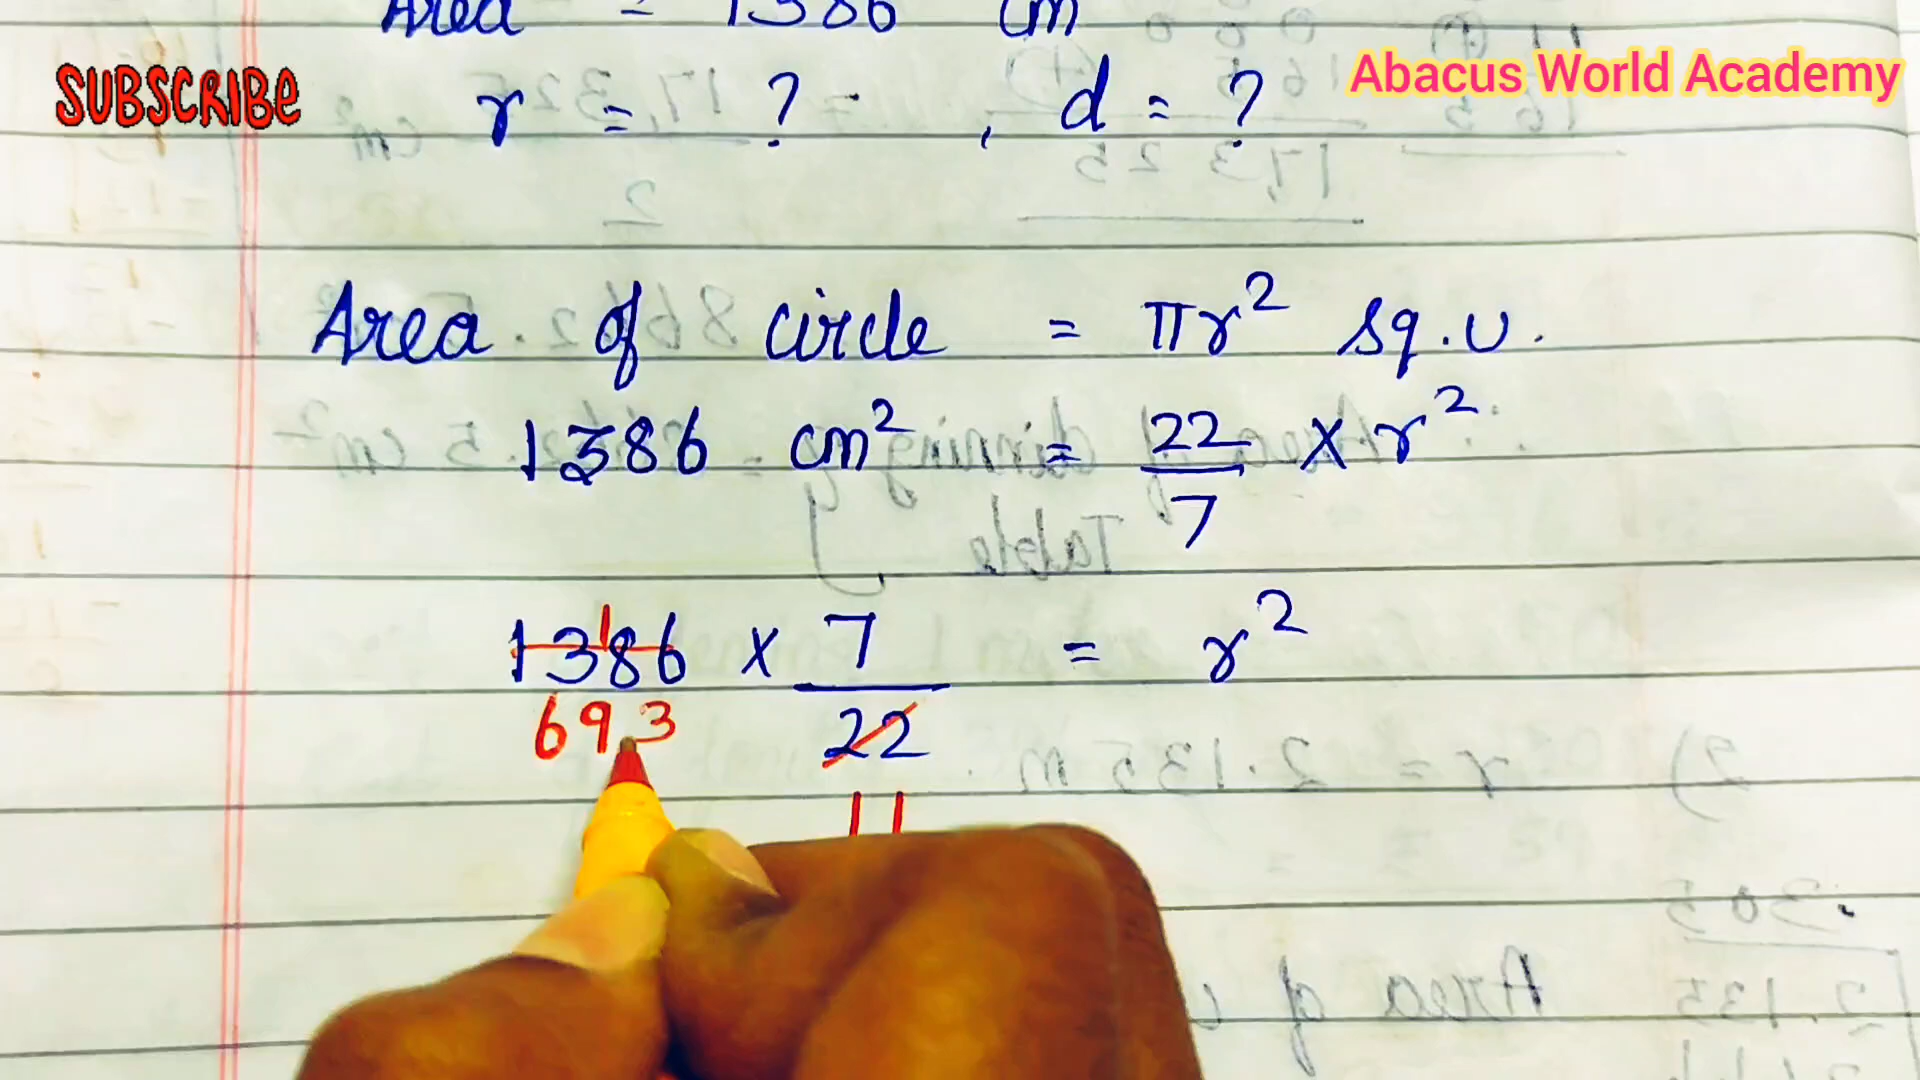 Area = 1386 cm
SUBSCRIBE
Abacus World Academy
r = ? , d = ?
Area of circle = πr² sq.u.
1386 cm² = 22/7 × r²
1386 × 7/22 = r²
693
11